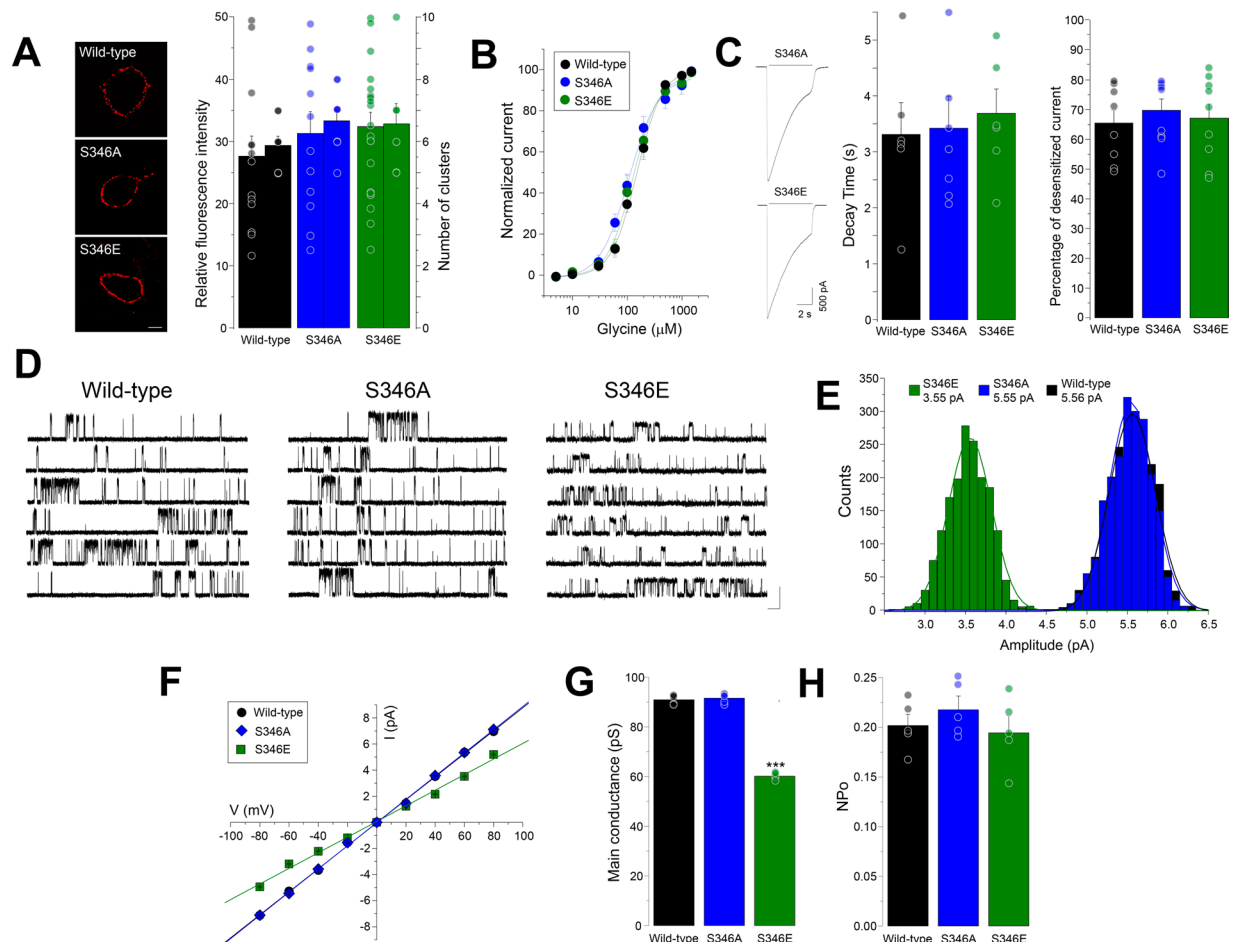 A
Wild-type
S346A
S346E
Relative fluorescence intensity
50
40
30
20
10
0
Number of clusters
10
8
6
4
2
0
Wild-type S346A S346E
B
Wild-type
S346A
S346E
Normalized current
100
80
60
40
20
0
10 100 1000
Glycine (μM)
C
S346A
S346E
500 pA
2 s
Decay Time (s)
5
4
3
2
1
0
Wild-type S346A S346E
Percentage of desensitized current
100
95
90
85
80
75
70
65
60
55
50
45
40
35
30
25
20
15
10
5
0
Wild-type S346A S346E
D
Wild-type S346A S346E
E
S346E S346A Wild-type
3.55 pA 5.55 pA 5.56 pA
Counts
350
300
250
200
150
100
50
0
3.0 3.5 4.0 4.5 5.0 5.5 6.0 6.5
Amplitude (pA)
F
Wild-type
S346A
S346E
I (pA)
8
6
4
2
-2
-4
-6
-8
V (mV)
-100 -80 -60 -40 -20 0 20 40 60 80 100
G
Main conductance (pS)
100
80
60
40
20
0
***
Wild-type S346A S346E
H
NPo
0.25
0.20
0.15
0.10
0.05
0.00
Wild-type S346A S346E